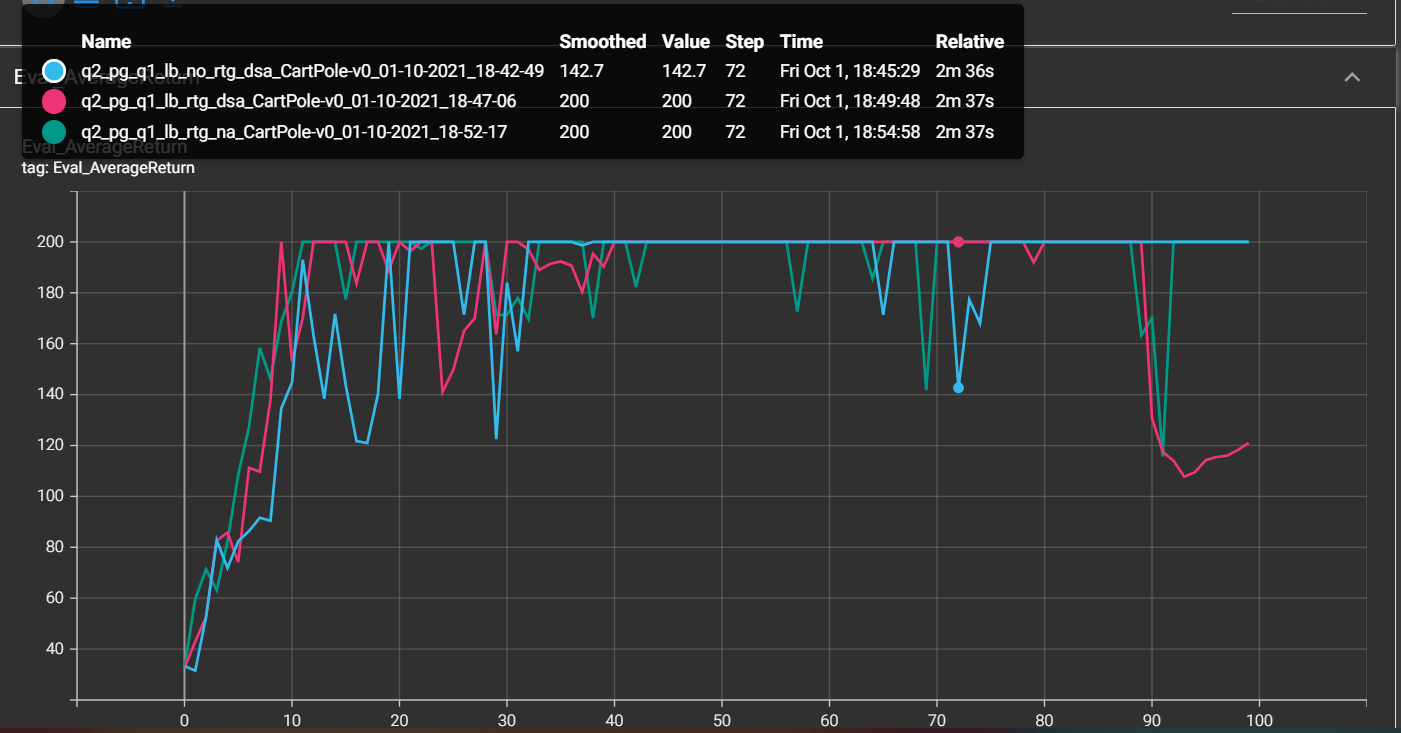 Name Smoothed Value Step Time Relative
q2_pg_q1_lb_no_rtg_dsa_CartPole-v0_01-10-2021_18-42-49 142.7 142.7 72 Fri Oct 1, 18:45:29 2m 36s
q2_pg_q1_lb_rtg_dsa_CartPole-v0_01-10-2021_18-47-06 200 200 72 Fri Oct 1, 18:49:48 2m 37s
q2_pg_q1_lb_rtg_na_CartPole-v0_01-10-2021_18-52-17 200 200 72 Fri Oct 1, 18:54:58 2m 37s
Eval_AverageReturn
tag: Eval_AverageReturn
200
180
160
140
120
100
80
60
40
0 10 20 30 40 50 60 70 80 90 100